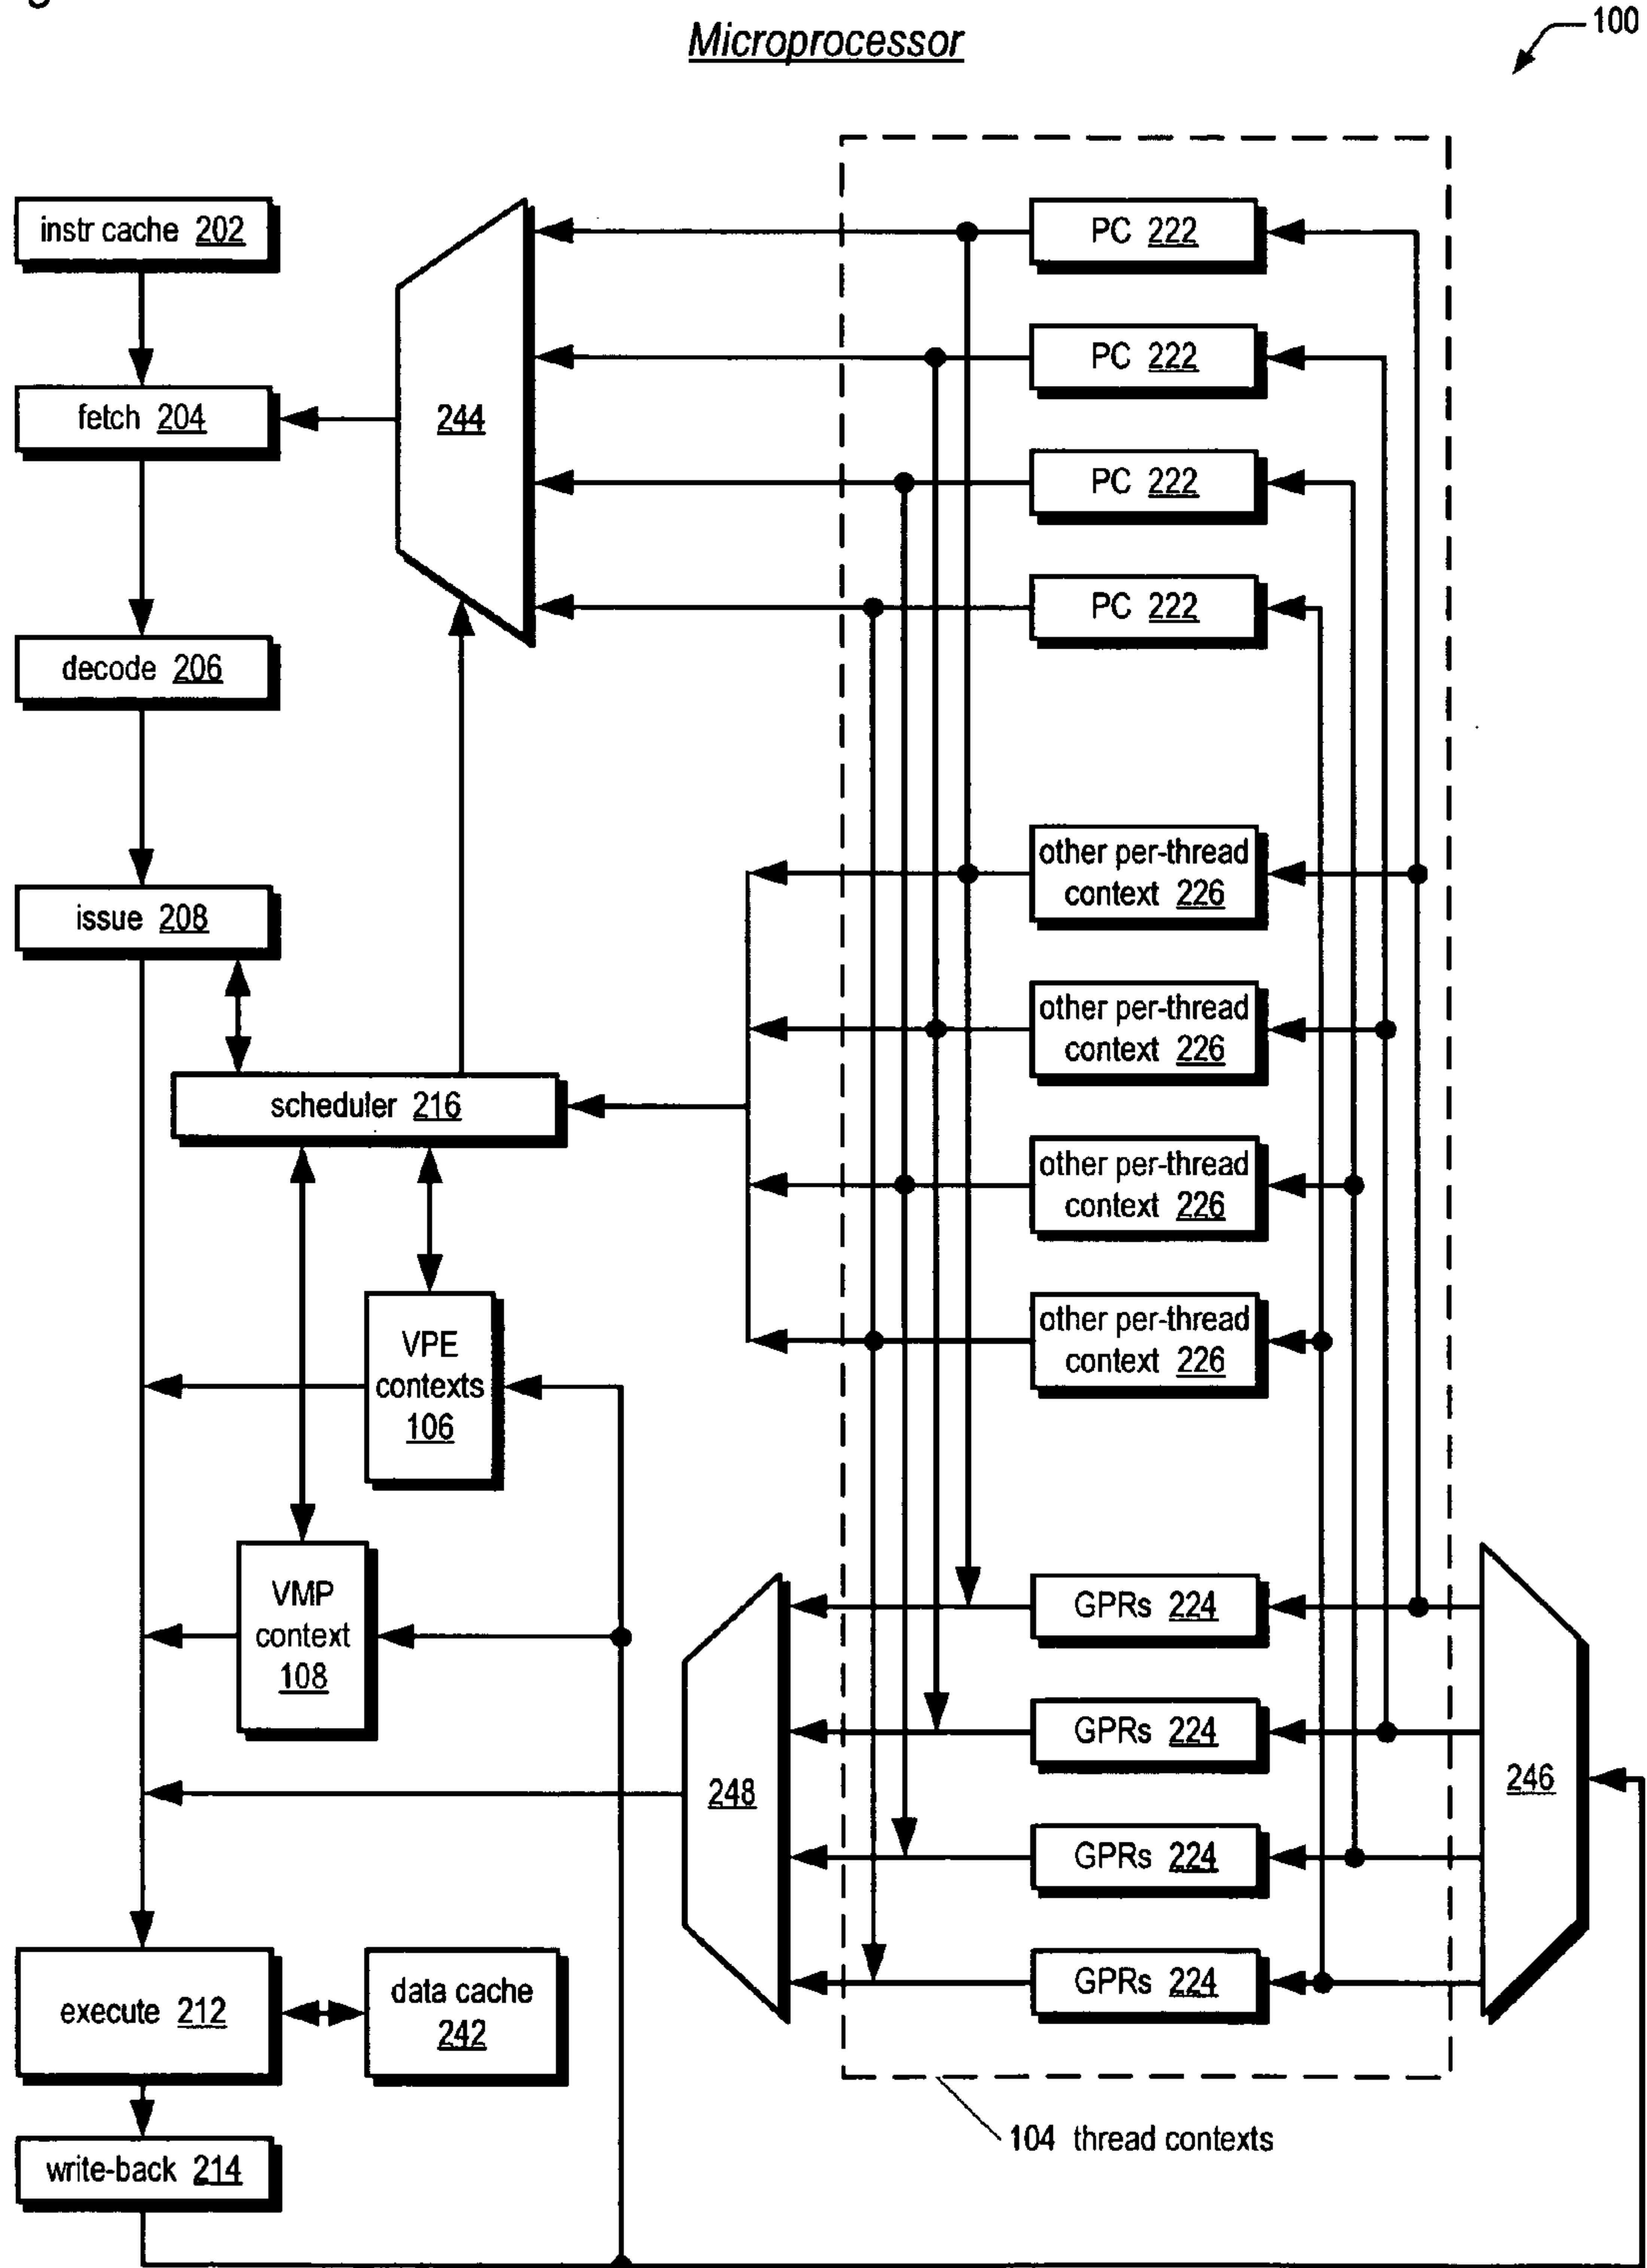 Microprocessor
100
instr cache 202
fetch 204
decode 206
issue 208
scheduler 216
VPE
contexts
106
VMP
context
108
execute 212
data cache
242
write-back 214
244
248
PC 222
PC 222
PC 222
PC 222
other per-thread
context 226
other per-thread
context 226
other per-thread
context 226
other per-thread
context 226
GPRs 224
GPRs 224
GPRs 224
GPRs 224
246
104 thread contexts